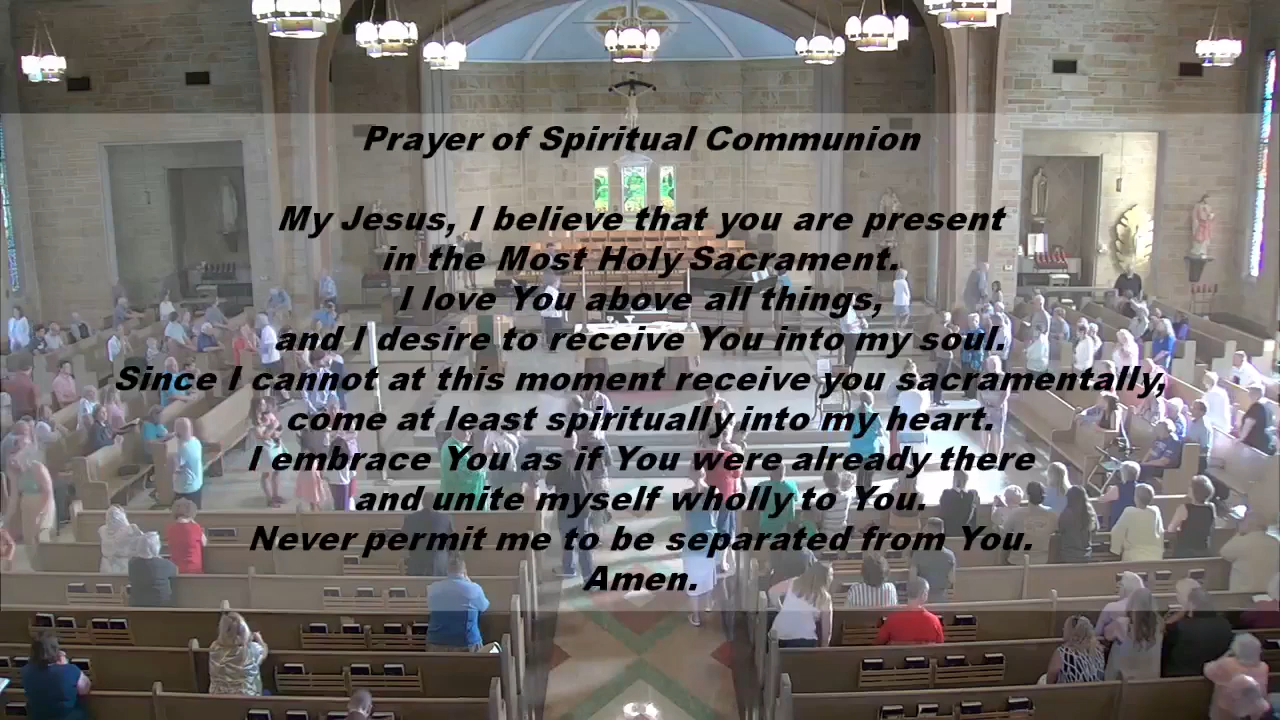 Prayer of Spiritual Communion
My Jesus, I believe that you are present
in the Most Holy Sacrament.
I love You above all things,
and I desire to receive You into my soul.
Since I cannot at this moment receive you sacramentally,
come at least spiritually into my heart.
I embrace You as if You were already there
and unite myself wholly to You.
Never permit me to be separated from You.
Amen.